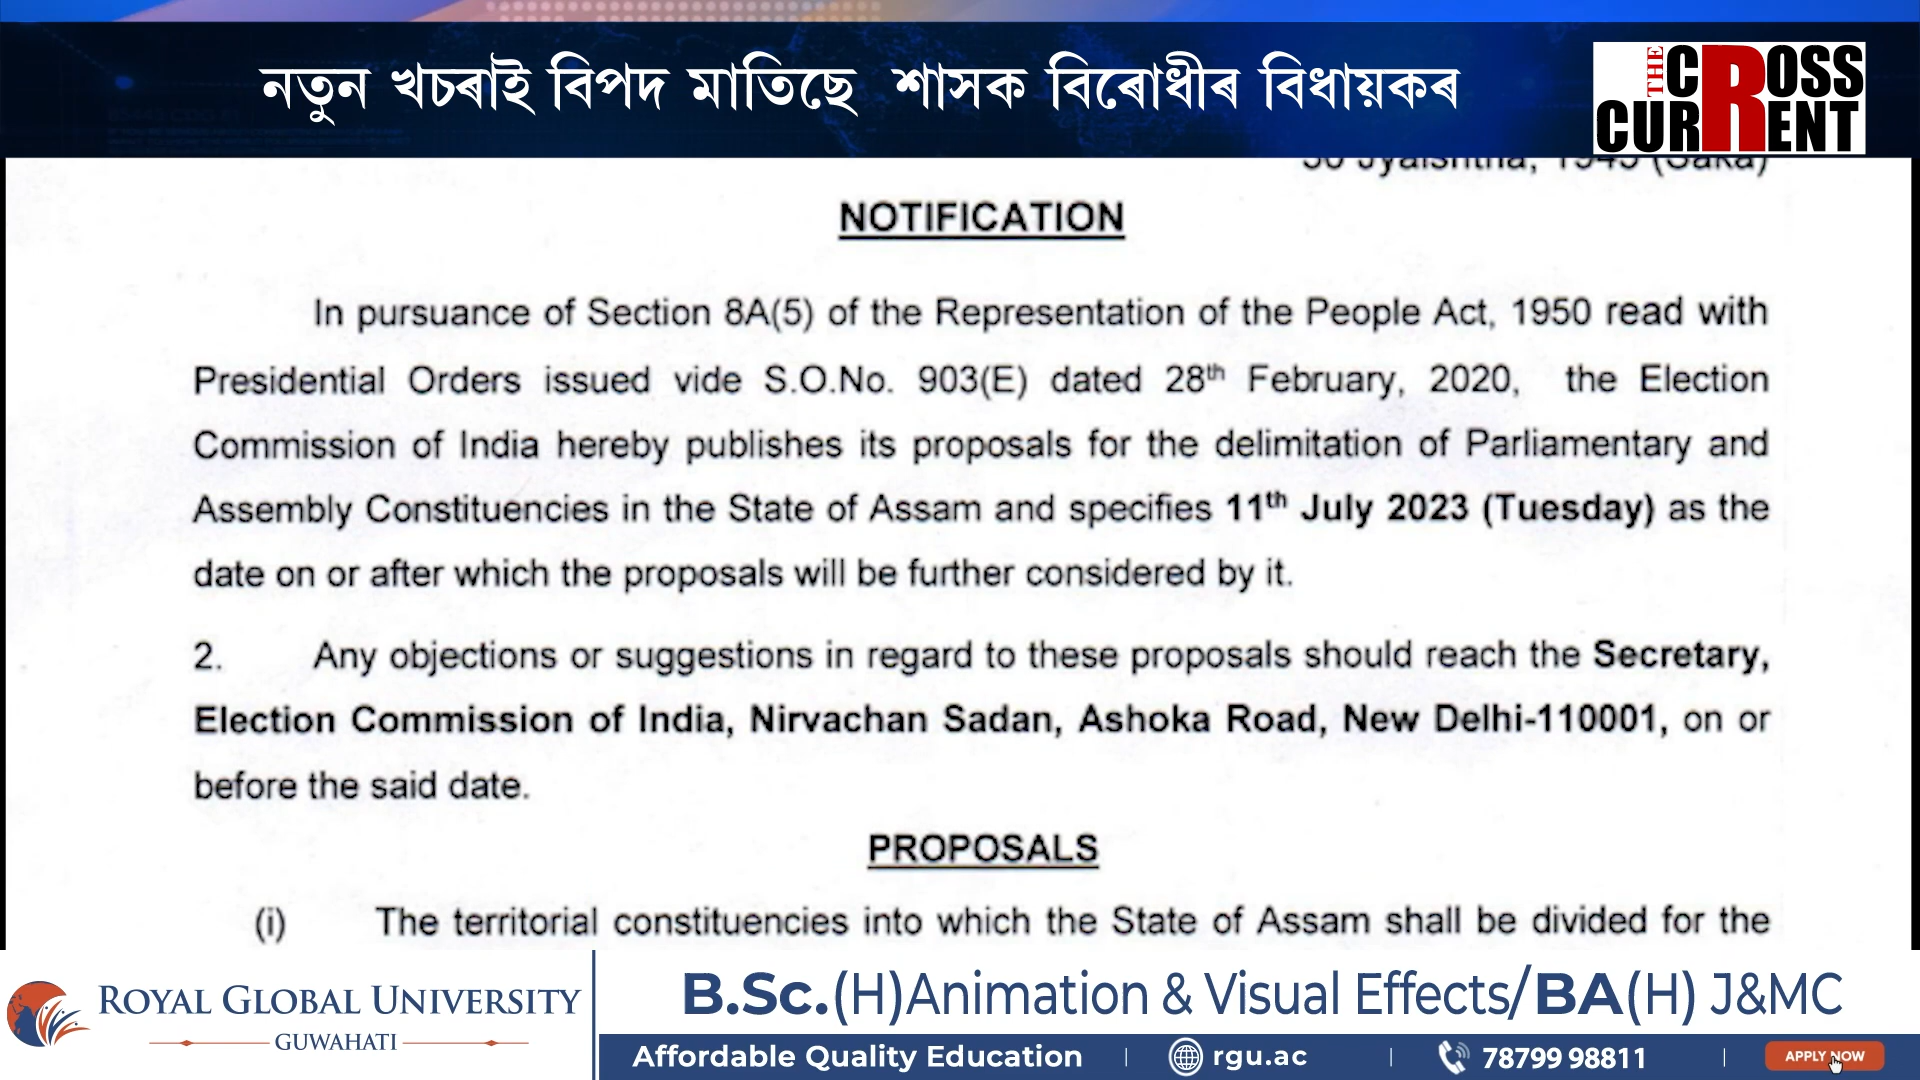 নতুন খচৰাই বিপদ মাতিছে শাসক বিৰোধীৰ বিধায়কৰ
THE CROSS
CURRENT
30 Jyaishtha, 1945 (Saka)
NOTIFICATION
In pursuance of Section 8A(5) of the Representation of the People Act, 1950 read with
Presidential Orders issued vide S.O.No. 903(E) dated 28th February, 2020, the Election
Commission of India hereby publishes its proposals for the delimitation of Parliamentary and
Assembly Constituencies in the State of Assam and specifies 11th July 2023 (Tuesday) as the
date on or after which the proposals will be further considered by it.
2. Any objections or suggestions in regard to these proposals should reach the Secretary,
Election Commission of India, Nirvachan Sadan, Ashoka Road, New Delhi-110001, on or
before the said date.
PROPOSALS
(i) The territorial constituencies into which the State of Assam shall be divided for the
ROYAL GLOBAL UNIVERSITY
GUWAHATI
B.Sc.(H)Animation & Visual Effects/BA(H) J&MC
Affordable Quality Education | rgu.ac | 78799 98811 | APPLY NOW